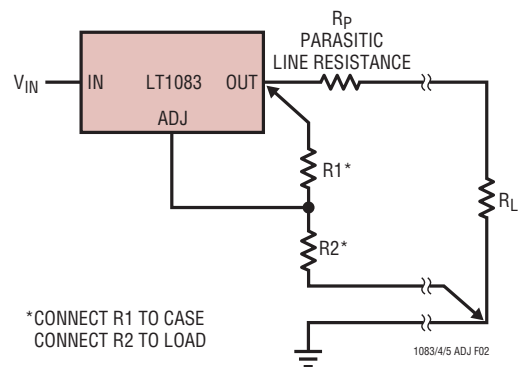 RP
PARASITIC
LINE RESISTANCE
VIN
IN
LT1083
OUT
ADJ
R1*
RL
R2*
*CONNECT R1 TO CASE
CONNECT R2 TO LOAD
1083/4/5 ADJ F02